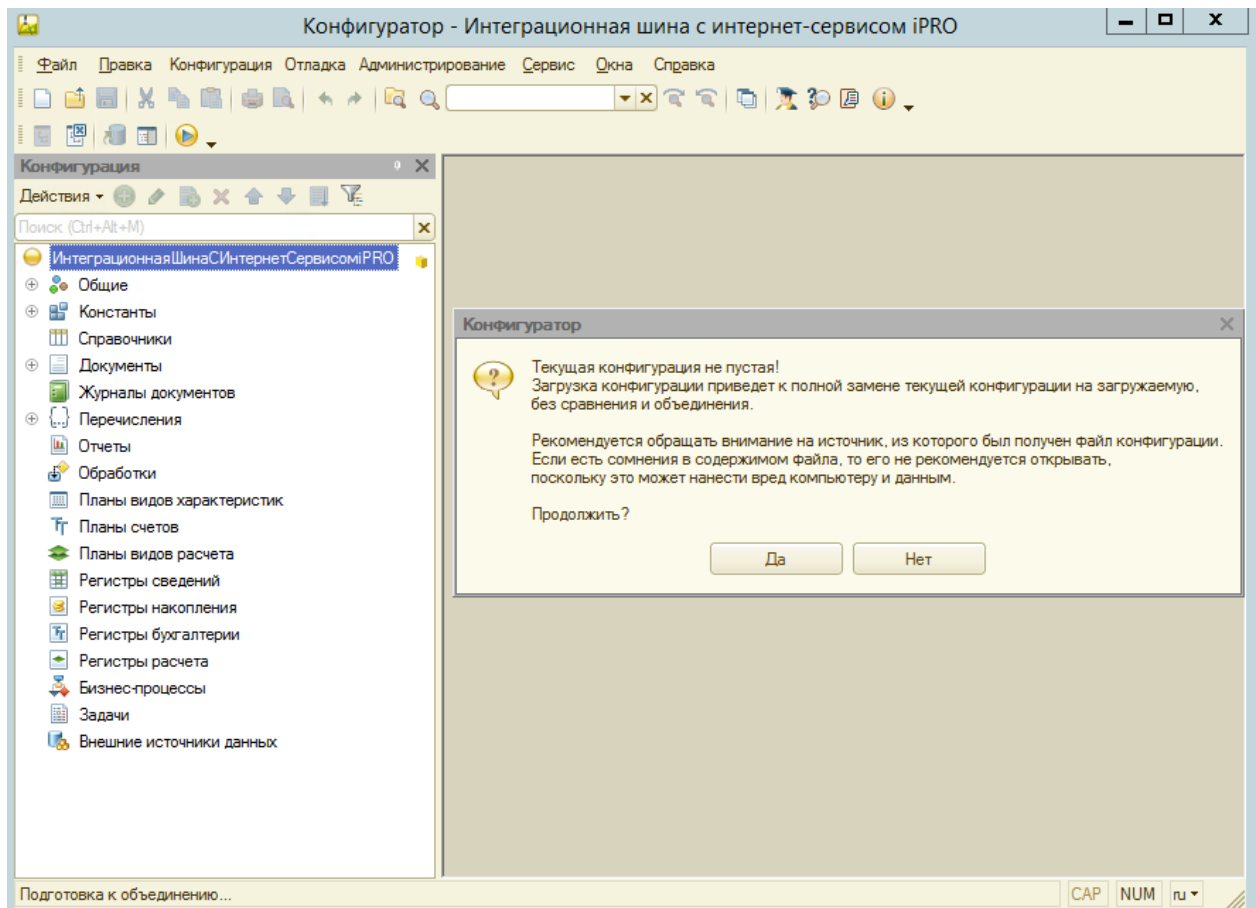 Конфигуратор - Интеграционная шина с интернет-сервисом iPRO
Файл Правка Конфигурация Отладка Администрирование Сервис Окна Справка
Конфигурация
Действия
Поиск (Ctrl+Alt+M)
ИнтеграционнаяШинаСИнтернетСервисомiPRO
Общие
Константы
Справочники
Документы
Журналы документов
Перечисления
Отчеты
Обработки
Планы видов характеристик
Планы счетов
Планы видов расчета
Регистры сведений
Регистры накопления
Регистры бухгалтерии
Регистры расчета
Бизнес-процессы
Задачи
Внешние источники данных
Конфигуратор
Текущая конфигурация не пустая!
Загрузка конфигурации приведет к полной замене текущей конфигурации на загружаемую,
без сравнения и объединения.
Рекомендуется обращать внимание на источник, из которого был получен файл конфигурации.
Если есть сомнения в содержимом файла, то его не рекомендуется открывать,
поскольку это может нанести вред компьютеру и данным.
Продолжить?
Да Нет
Подготовка к объединению...
CAP NUM ru